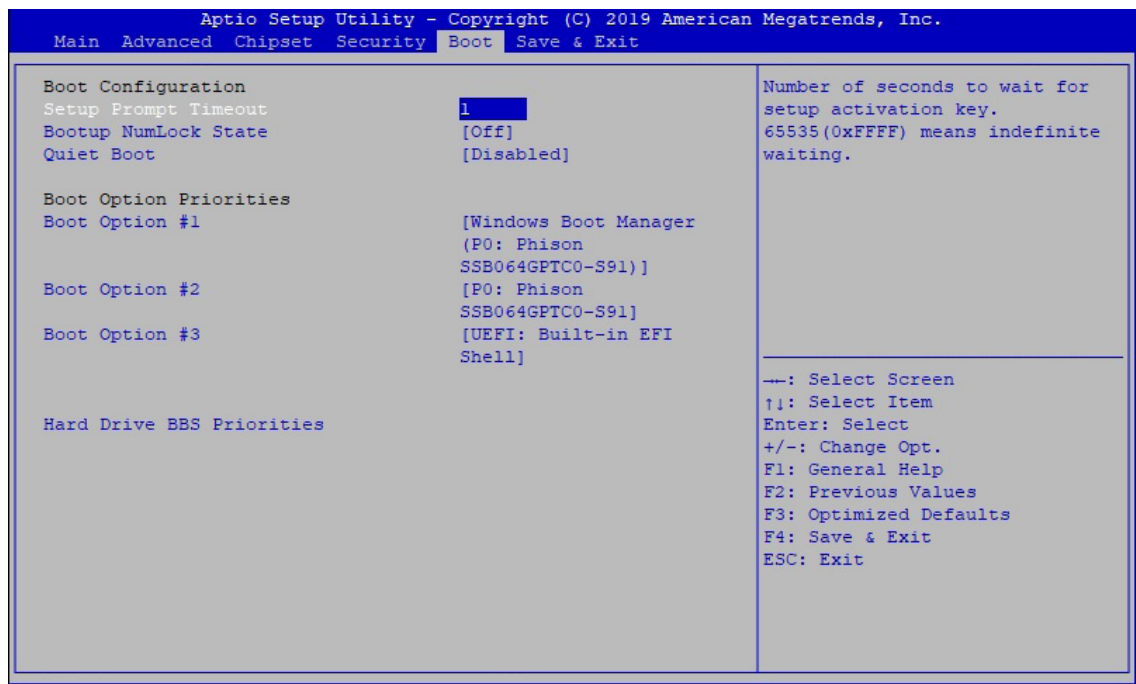 Aptio Setup Utility - Copyright (C) 2019 American Megatrends, Inc.
Main Advanced Chipset Security Boot Save & Exit
Boot Configuration
Setup Prompt Timeout 1
Bootup NumLock State [Off]
Quiet Boot [Disabled]
Boot Option Priorities
Boot Option #1 [Windows Boot Manager
(P0: Phison
SSB064GPTC0-S91)]
Boot Option #2 [P0: Phison
SSB064GPTC0-S91]
Boot Option #3 [UEFI: Built-in EFI
Shell]
Hard Drive BBS Priorities
Number of seconds to wait for
setup activation key.
65535(0xFFFF) means indefinite
waiting.
→←: Select Screen
↑↓: Select Item
Enter: Select
+/-: Change Opt.
F1: General Help
F2: Previous Values
F3: Optimized Defaults
F4: Save & Exit
ESC: Exit